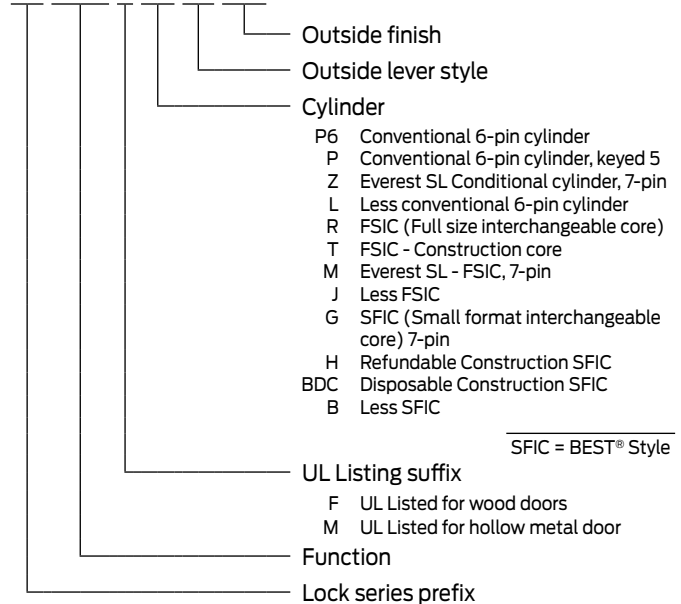 Outside finish
Outside lever style
Cylinder
P6 Conventional 6-pin cylinder
P Conventional 6-pin cylinder, keyed 5
Z Everest SL Conditional cylinder, 7-pin
L Less conventional 6-pin cylinder
R FSIC (Full size interchangeable core)
T FSIC - Construction core
M Everest SL - FSIC, 7-pin
J Less FSIC
G SFIC (Small format interchangeable
core) 7-pin
H Refundable Construction SFIC
BDC Disposable Construction SFIC
B Less SFIC
SFIC = BEST® Style
UL Listing suffix
F UL Listed for wood doors
M UL Listed for hollow metal door
Function
Lock series prefix